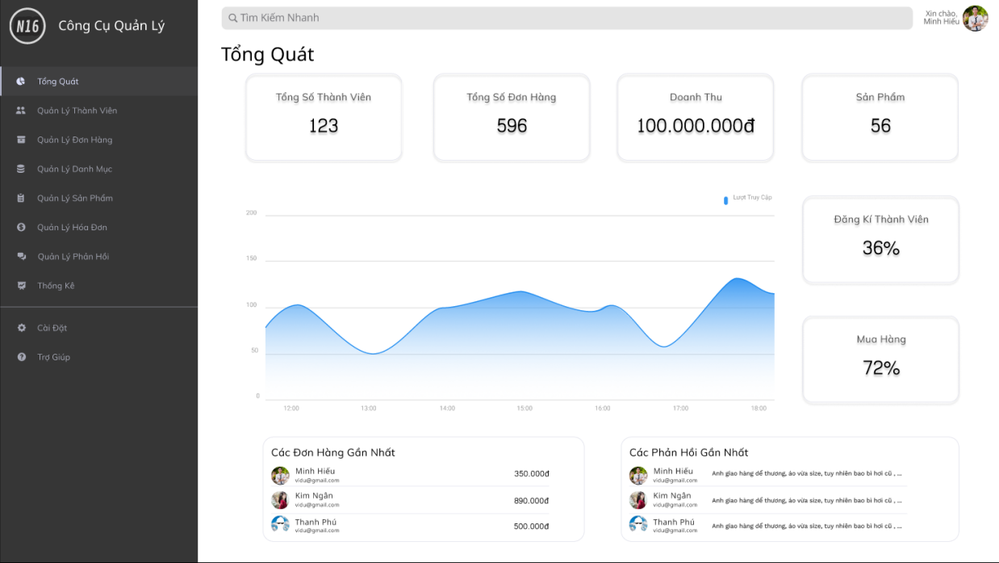 N16
Công Cụ Quản Lý
Tổng Quát
Quản Lý Thành Viên
Quản Lý Đơn Hàng
Quản Lý Danh Mục
Quản Lý Sản Phẩm
Quản Lý Hóa Đơn
Quản Lý Phản Hồi
Thống Kê
Cài Đặt
Trợ Giúp
Tìm Kiếm Nhanh
Xin chào,
Minh Hiếu
Tổng Quát
Tổng Số Thành Viên
123
Tổng Số Đơn Hàng
596
Doanh Thu
100.000.000đ
Sản Phẩm
56
Lượt Truy Cập
200
150
100
50
0
12:00 13:00 14:00 15:00 16:00 17:00 18:00
Đăng Kí Thành Viên
36%
Mua Hàng
72%
Các Đơn Hàng Gần Nhất
Minh Hiếu
vidu@gmail.com
350.000đ
Kim Ngân
vidu@gmail.com
890.000đ
Thanh Phú
vidu@gmail.com
500.000đ
Các Phản Hồi Gần Nhất
Minh Hiếu
vidu@gmail.com
Anh giao hàng dể thương, áo vừa size, tuy nhiên bao bì hơi cũ , ...
Kim Ngân
vidu@gmail.com
Anh giao hàng dể thương, áo vừa size, tuy nhiên bao bì hơi cũ , ...
Thanh Phú
vidu@gmail.com
Anh giao hàng dể thương, áo vừa size, tuy nhiên bao bì hơi cũ , ...